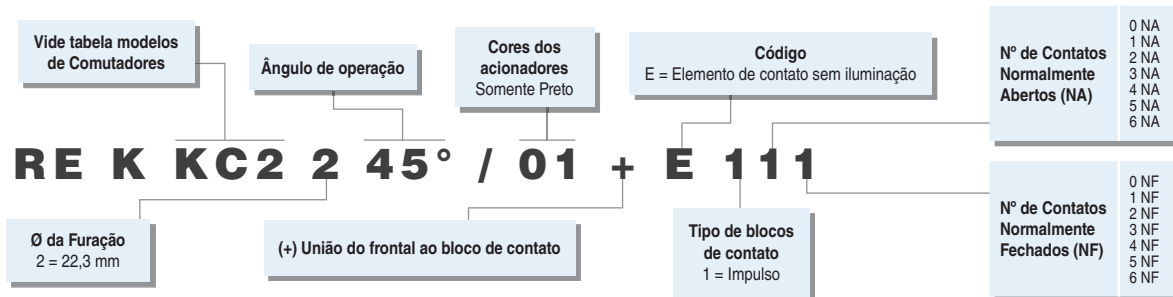 Vide tabela modelos
de Comutadores
Ângulo de operação
Cores dos
acionadores
Somente Preto
Código
E = Elemento de contato sem iluminação
Nº de Contatos
Normalmente
Abertos (NA)
0 NA
1 NA
2 NA
3 NA
4 NA
5 NA
6 NA
RE K KC2 2 45° / 01 + E 111
Ø da Furação
2 = 22,3 mm
(+) União do frontal ao bloco de contato
Tipo de blocos
de contato
1 = Impulso
Nº de Contatos
Normalmente
Fechados (NF)
0 NF
1 NF
2 NF
3 NF
4 NF
5 NF
6 NF